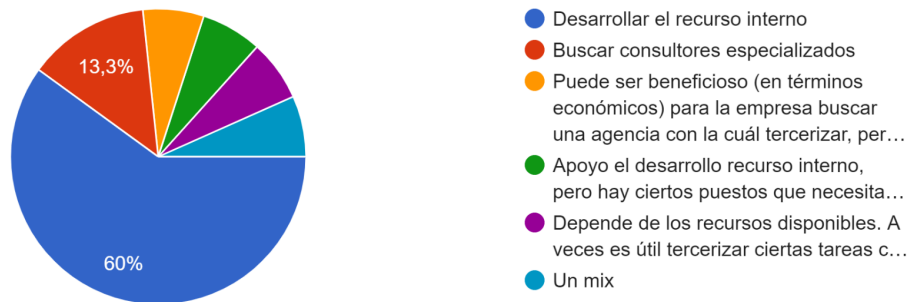 13,3%
60%
Desarrollar el recurso interno
Buscar consultores especializados
Puede ser beneficioso (en términos
económicos) para la empresa buscar
una agencia con la cuál tercerizar, per…
Apoyo el desarrollo recurso interno,
pero hay ciertos puestos que necesita…
Depende de los recursos disponibles. A
veces es útil tercerizar ciertas tareas c…
Un mix